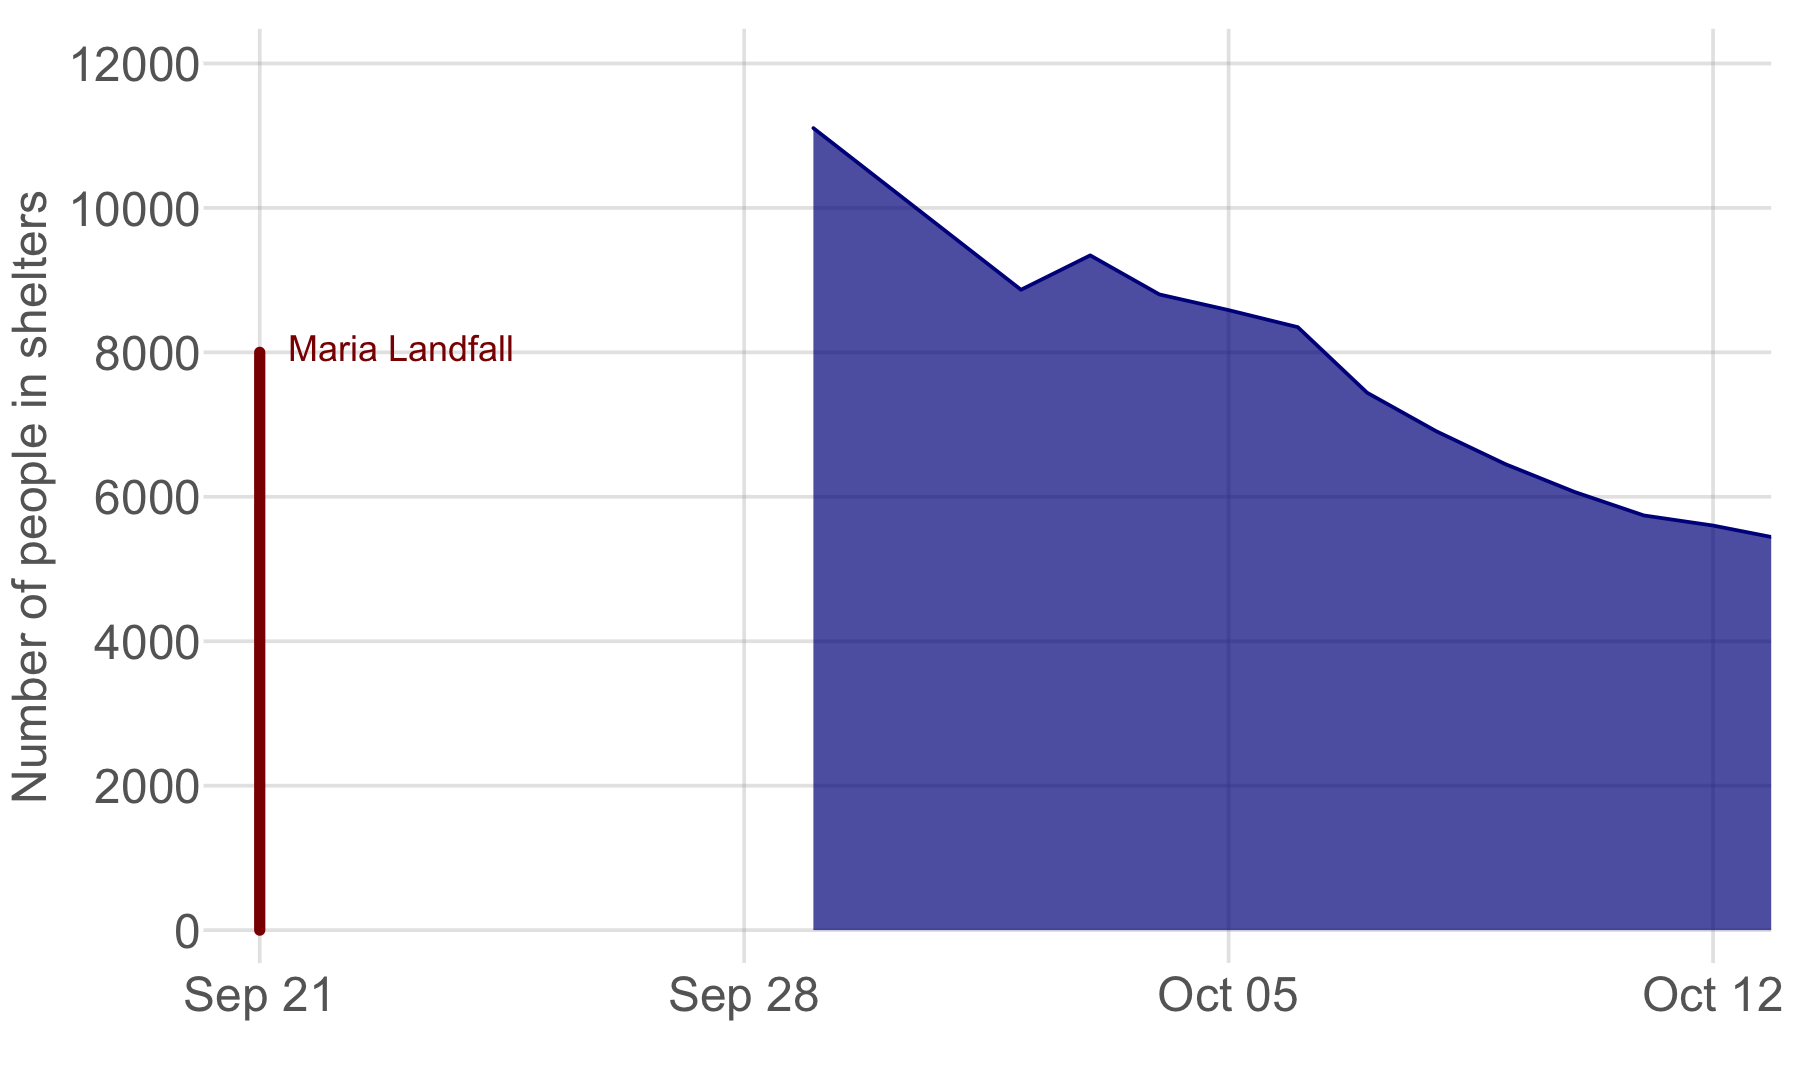 Number of people in shelters
12000
10000
8000
6000
4000
2000
0
Maria Landfall
Sep 21
Sep 28
Oct 05
Oct 12